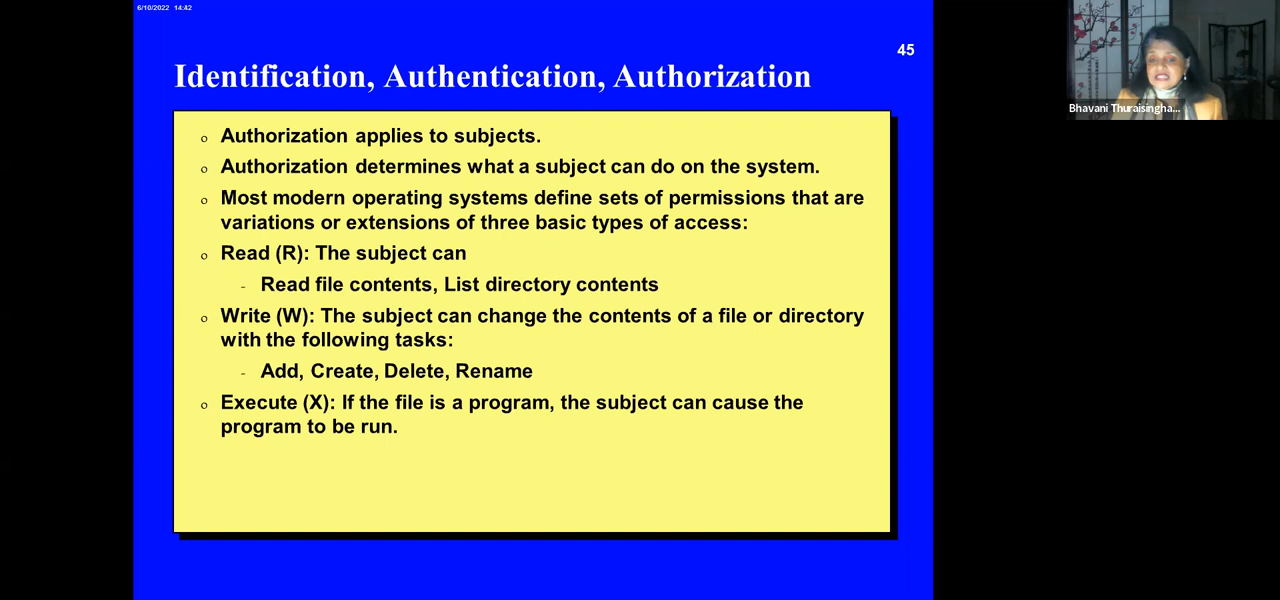 6/10/2022 14:42
45
Identification, Authentication, Authorization
o Authorization applies to subjects.
o Authorization determines what a subject can do on the system.
o Most modern operating systems define sets of permissions that are
variations or extensions of three basic types of access:
o Read (R): The subject can
- Read file contents, List directory contents
o Write (W): The subject can change the contents of a file or directory
with the following tasks:
- Add, Create, Delete, Rename
o Execute (X): If the file is a program, the subject can cause the
program to be run.
Bhavani Thuraisingha...